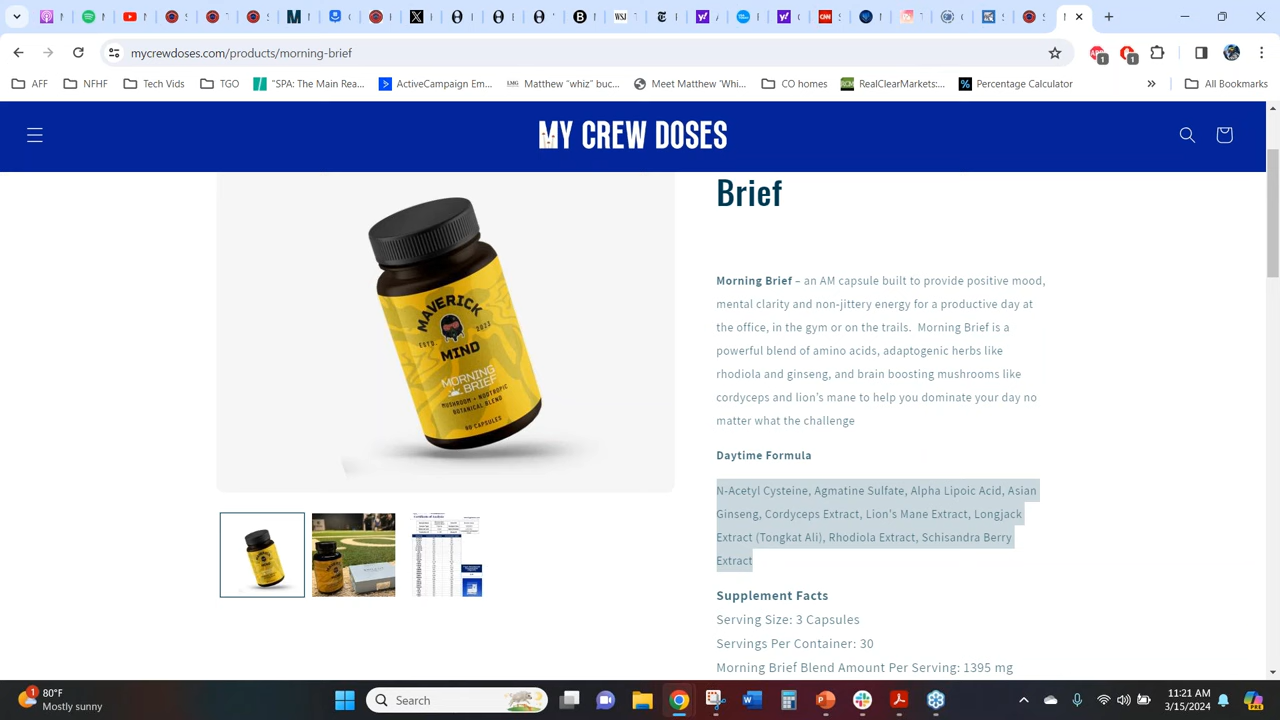 mycrewdoses.com/products/morning-brief
AFF
NFHF
Tech Vids
TGO
"SPA: The Main Rea...
ActiveCampaign Em...
Matthew "whiz" buc...
Meet Matthew 'Whi...
CO homes
RealClearMarkets:...
Percentage Calculator
»
All Bookmarks
MY CREW DOSES
Brief
MAVERICK
ESTD. 2023
MIND
MORNING
BRIEF
MUSHROOM - NOOTROPIC
BOTANICAL BLEND
90 CAPSULES
Morning Brief – an AM capsule built to provide positive mood,
mental clarity and non-jittery energy for a productive day at
the office, in the gym or on the trails.  Morning Brief is a
powerful blend of amino acids, adaptogenic herbs like
rhodiola and ginseng, and brain boosting mushrooms like
cordyceps and lion's mane to help you dominate your day no
matter what the challenge
Daytime Formula
N-Acetyl Cysteine, Agmatine Sulfate, Alpha Lipoic Acid, Asian
Ginseng, Cordyceps Extract, Lion's Mane Extract, Longjack
Extract (Tongkat Ali), Rhodiola Extract, Schisandra Berry
Extract
Supplement Facts
Serving Size: 3 Capsules
Servings Per Container: 30
Morning Brief Blend Amount Per Serving: 1395 mg
80°F
Mostly sunny
Search
11:21 AM
3/15/2024